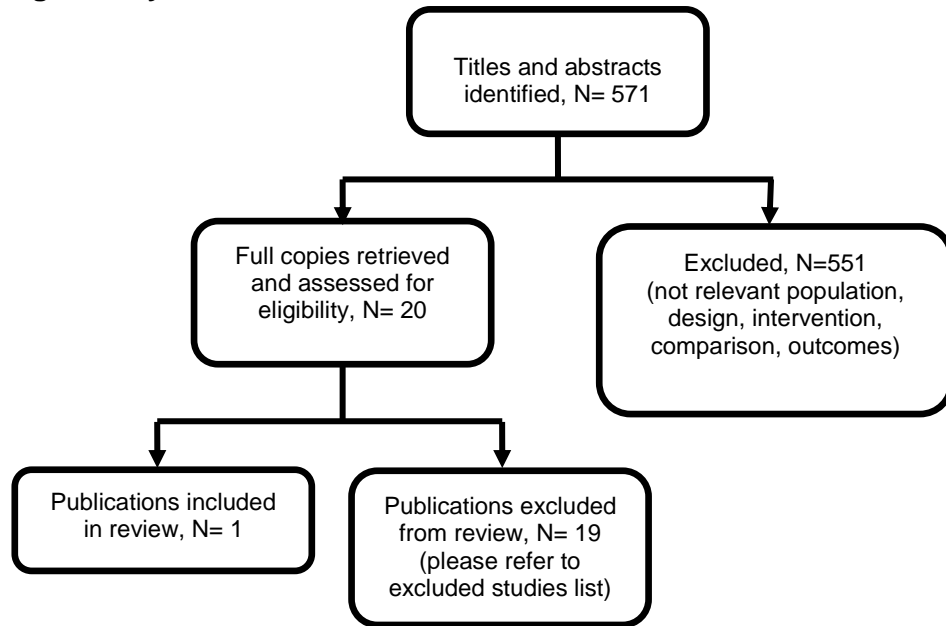 Titles and abstracts
identified, N= 571
Full copies retrieved
and assessed for
eligibility, N= 20
Excluded, N=551
(not relevant population,
design, intervention,
comparison, outcomes)
Publications included
in review, N= 1
Publications excluded
from review, N= 19
(please refer to
excluded studies list)